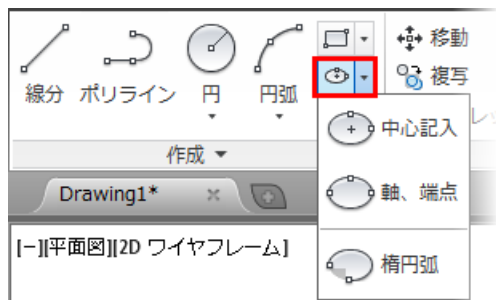 線分 ポリライン 円 円弧
移動
複写
作成
中心記入
軸、端点
楕円弧
Drawing1*
[-][平面図][2D ワイヤフレーム]